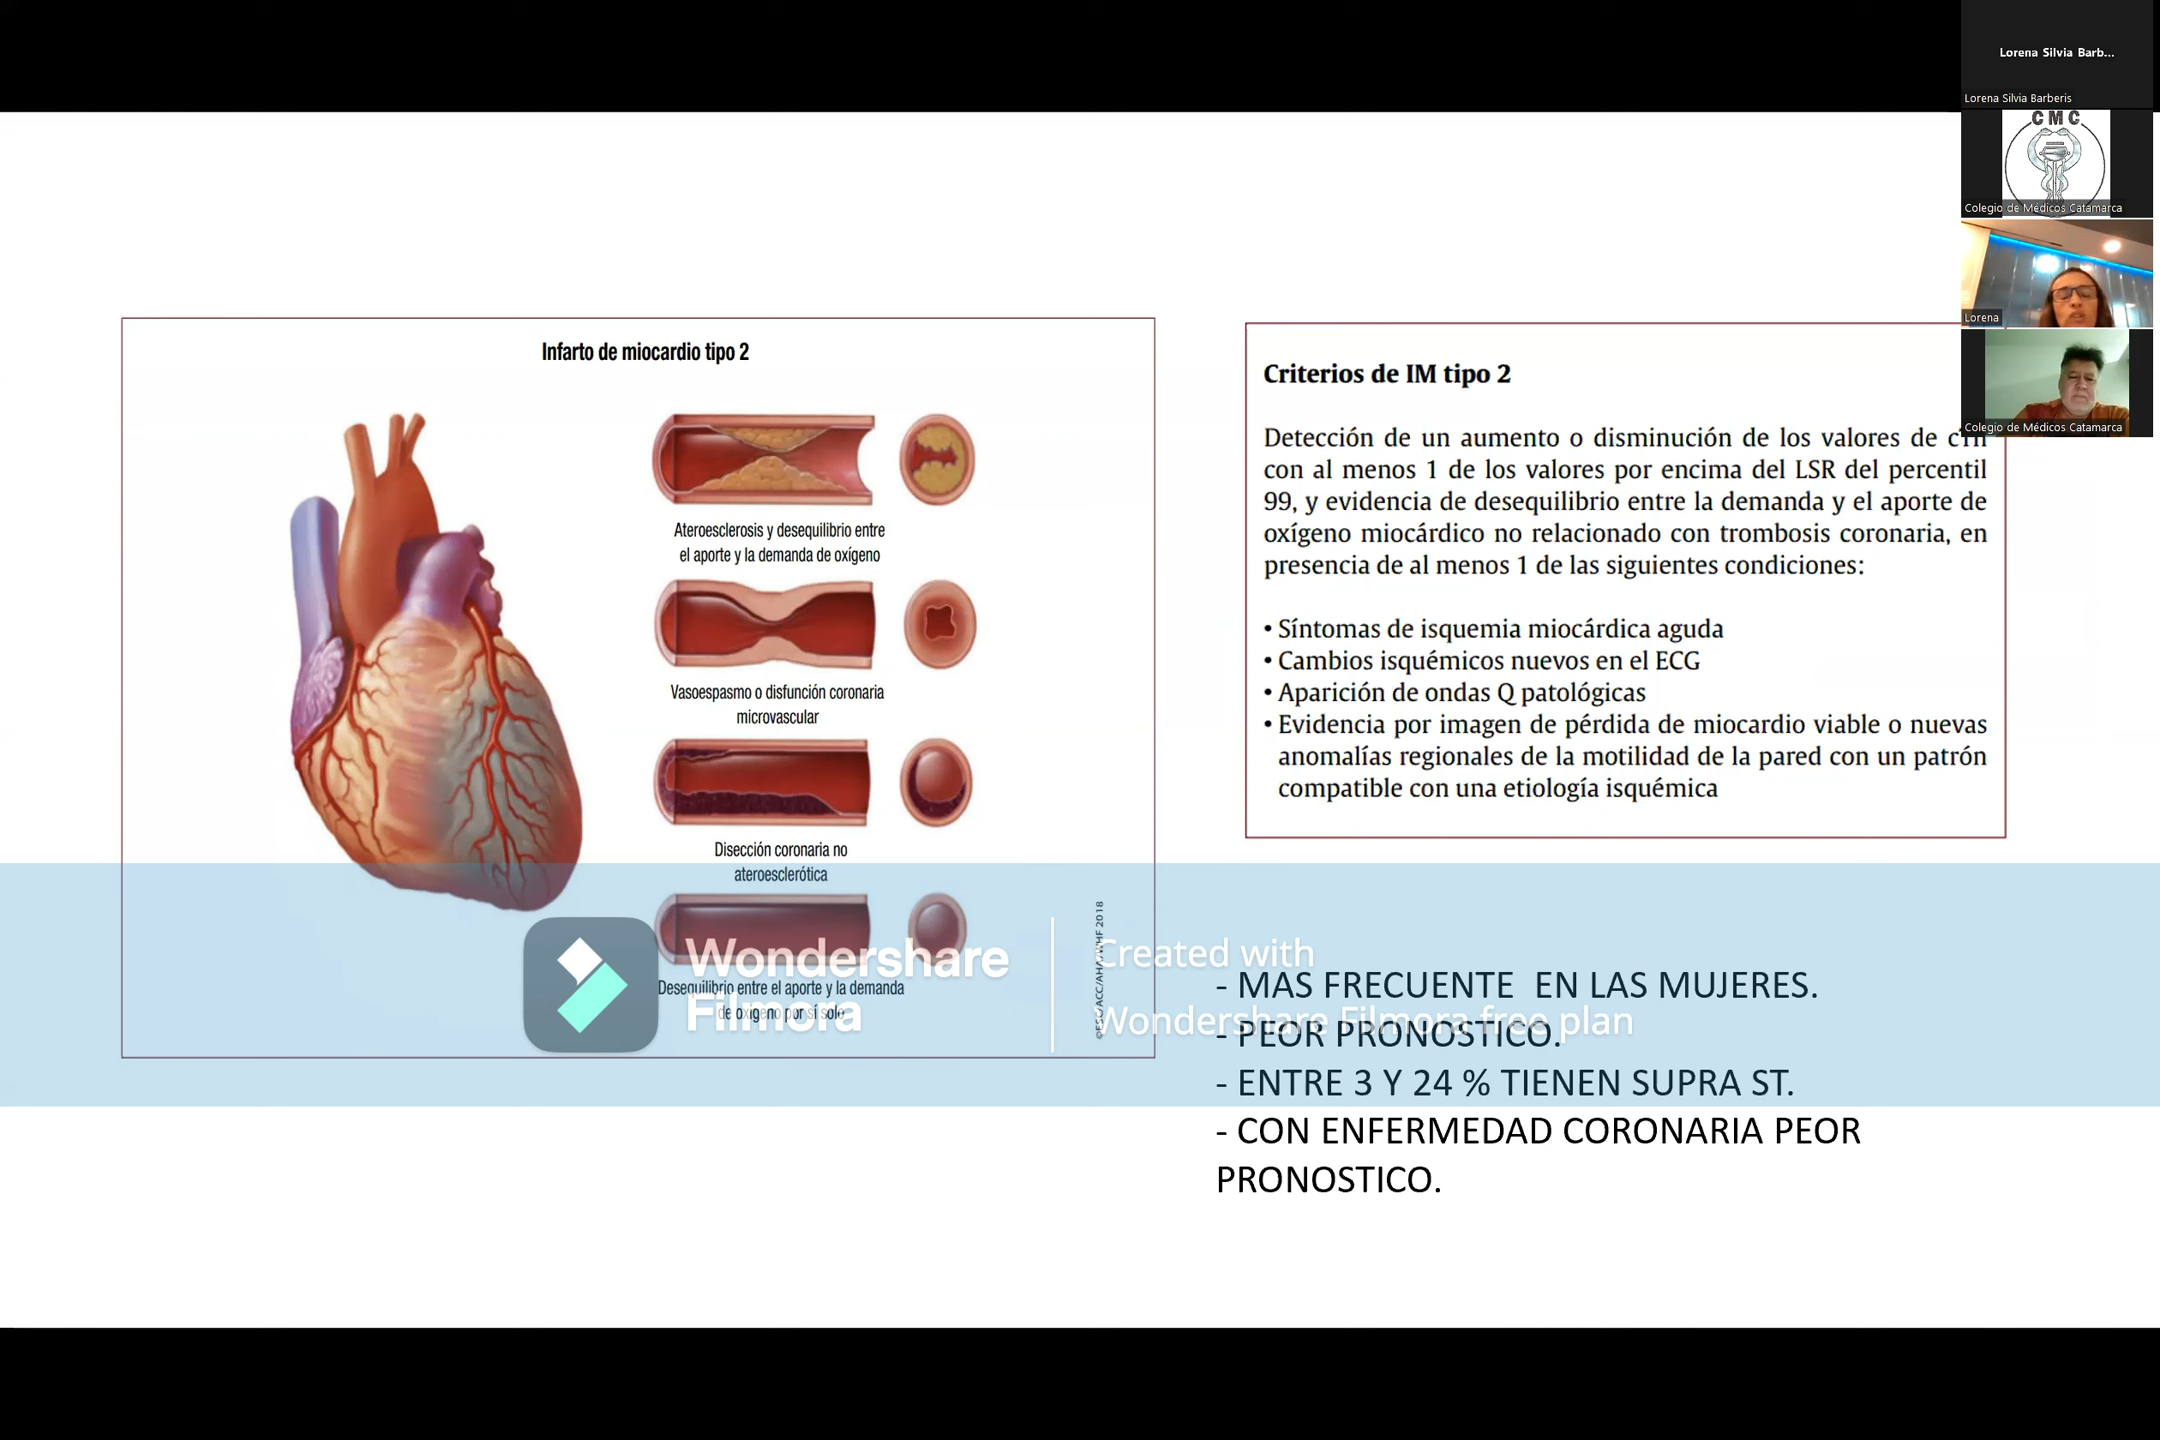 Lorena Silvia Barb...
Lorena Silvia Barberis
CMC
Colegio de Médicos Catamarca
Lorena
Colegio de Médicos Catamarca
Infarto de miocardio tipo 2
Ateroesclerosis y desequilibrio entre
el aporte y la demanda de oxígeno
Vasoespasmo o disfunción coronaria
microvascular
Disección coronaria no
ateroesclerótica
Desequilibrio entre el aporte y la demanda
de oxígeno por sí solo
©ESC/ACC/AHA/WHF 2018
Criterios de IM tipo 2
Detección de un aumento o disminución de los valores de cTn
con al menos 1 de los valores por encima del LSR del percentil
99, y evidencia de desequilibrio entre la demanda y el aporte de
oxígeno miocárdico no relacionado con trombosis coronaria, en
presencia de al menos 1 de las siguientes condiciones:
• Síntomas de isquemia miocárdica aguda
• Cambios isquémicos nuevos en el ECG
• Aparición de ondas Q patológicas
• Evidencia por imagen de pérdida de miocardio viable o nuevas
anomalías regionales de la motilidad de la pared con un patrón
compatible con una etiología isquémica
- MAS FRECUENTE EN LAS MUJERES.
- PEOR PRONOSTICO.
- ENTRE 3 Y 24 % TIENEN SUPRA ST.
- CON ENFERMEDAD CORONARIA PEOR
PRONOSTICO.
Wondershare
Filmora
Created with
Wondershare Filmora free plan